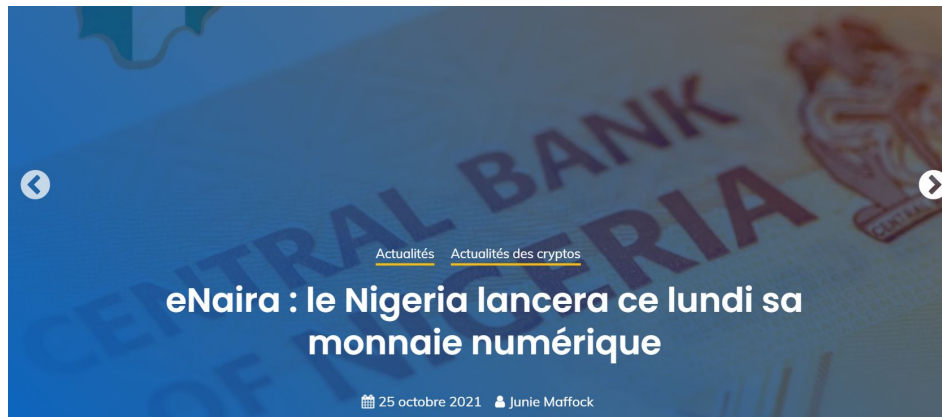 CENTRAL BANK
OF NIGERIA
CENTRAL
Actualités Actualités des cryptos
eNaira : le Nigeria lancera ce lundi sa
monnaie numérique
25 octobre 2021 Junie Maffock